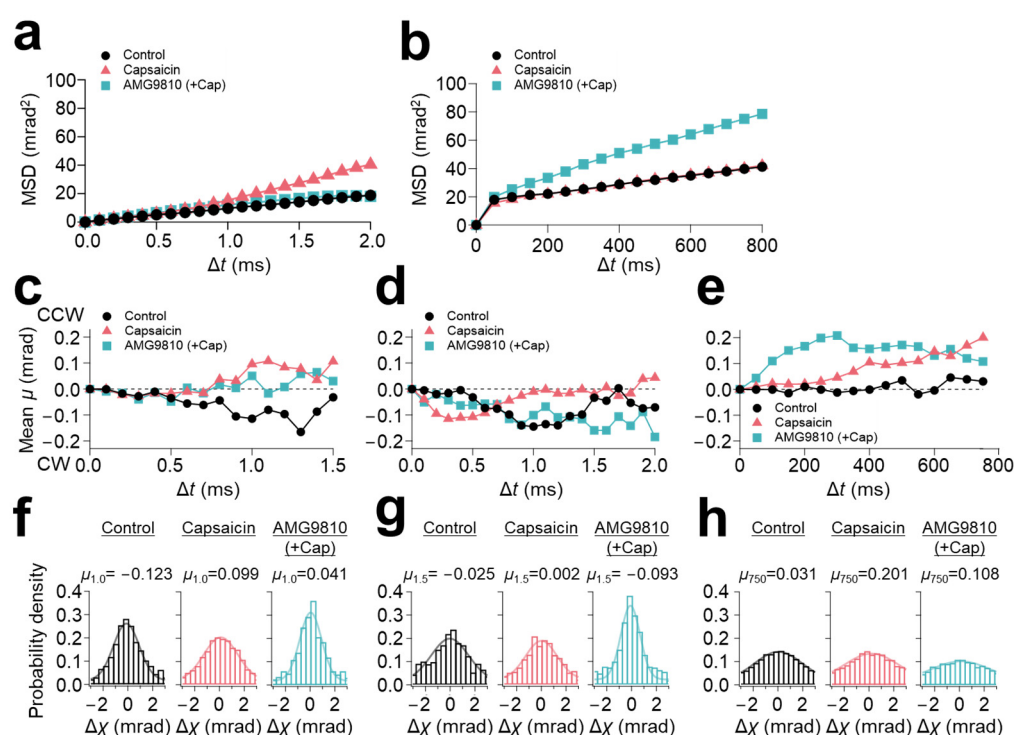 a
Control
Capsaicin
AMG9810 (+Cap)
MSD (mrad²)
100
80
60
40
20
0
0.0 0.5 1.0 1.5 2.0
Δt (ms)
b
Control
Capsaicin
AMG9810 (+Cap)
MSD (mrad²)
100
80
60
40
20
0
0 200 400 600 800
Δt (ms)
c
CCW
Control
Capsaicin
AMG9810 (+Cap)
Mean μ (mrad)
0.2
0.1
0.0
−0.1
−0.2
CW
0.0 0.5 1.0 1.5
Δt (ms)
d
Control
Capsaicin
AMG9810 (+Cap)
0.2
0.1
0.0
−0.1
−0.2
0.0 0.5 1.0 1.5 2.0
Δt (ms)
e
0.2
0.1
0.0
−0.1
−0.2
Control
Capsaicin
AMG9810 (+Cap)
0 200 400 600 800
Δt (ms)
f
Control Capsaicin AMG9810
(+Cap)
μ1.0= −0.123 μ1.0=0.099 μ1.0=0.041
Probability density
0.4
0.3
0.2
0.1
0.0
−2 0 2 −2 0 2 −2 0 2
Δχ (mrad) Δχ (mrad) Δχ (mrad)
g
Control Capsaicin AMG9810
(+Cap)
μ1.5= −0.025 μ1.5=0.002 μ1.5= −0.093
0.4
0.3
0.2
0.1
0.0
−2 0 2 −2 0 2 −2 0 2
Δχ (mrad) Δχ (mrad) Δχ (mrad)
h
Control Capsaicin AMG9810
(+Cap)
μ750=0.031 μ750=0.201 μ750=0.108
0.4
0.3
0.2
0.1
0.0
−2 0 2 −2 0 2 −2 0 2
Δχ (mrad) Δχ (mrad) Δχ (mrad)